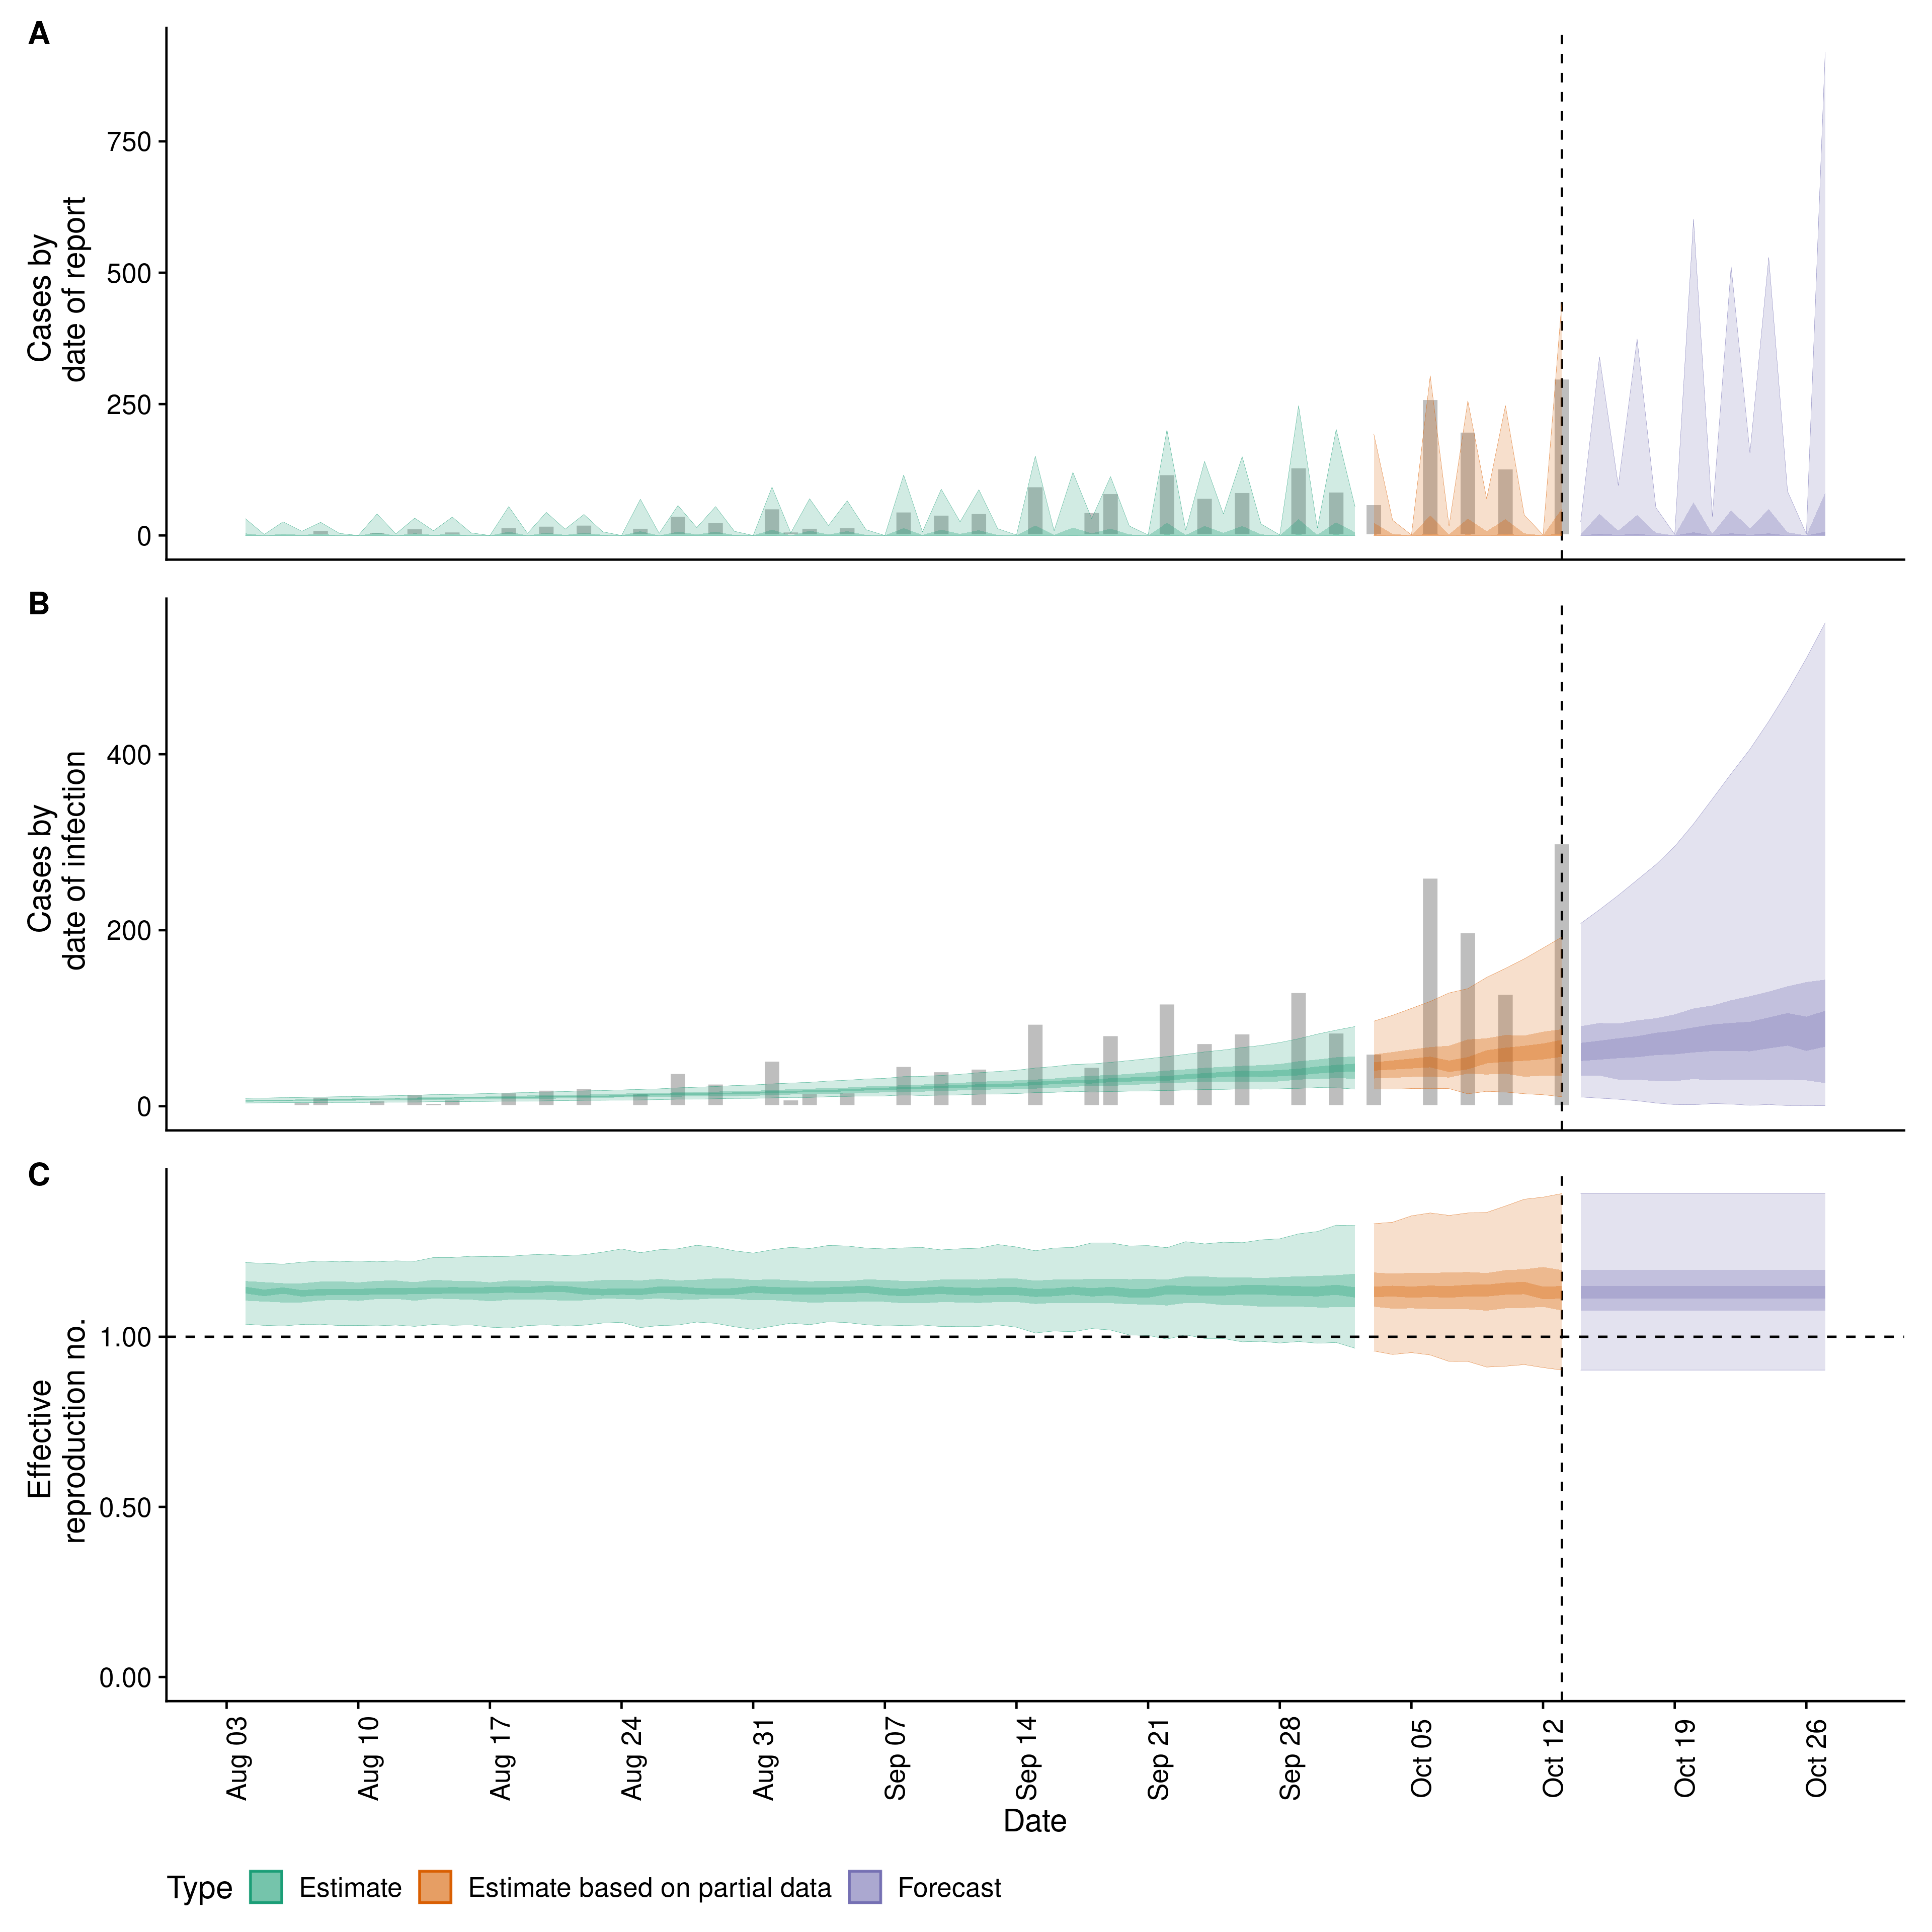 A
Cases by
date of report
750
500
250
0
B
Cases by
date of infection
400
200
0
C
Effective
reproduction no.
1.00
0.50
0.00
Aug 03
Aug 10
Aug 17
Aug 24
Aug 31
Sep 07
Sep 14
Sep 21
Sep 28
Oct 05
Oct 12
Oct 19
Oct 26
Date
Type Estimate Estimate based on partial data Forecast